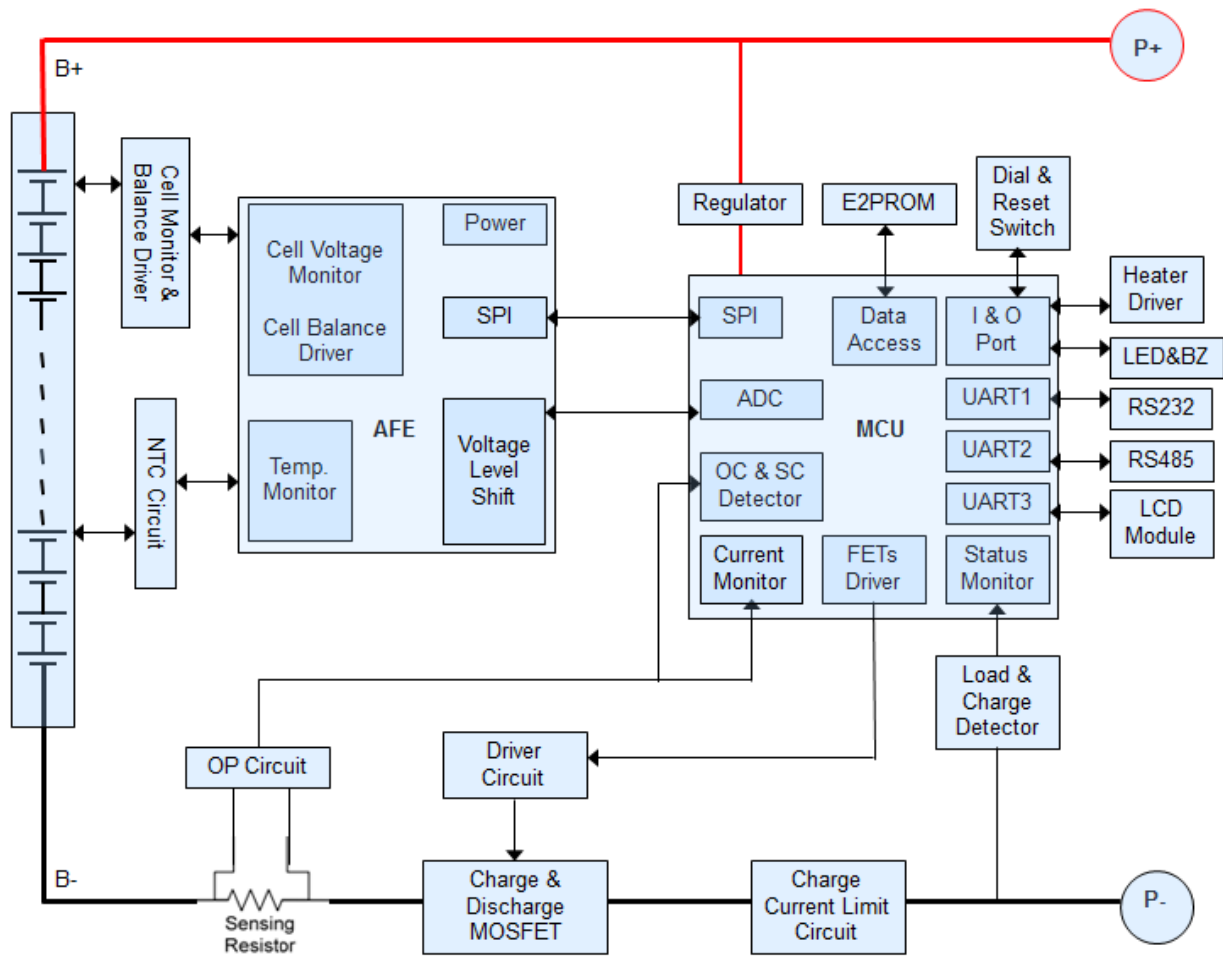 P+
B+
Cell Monitor &
Balance Driver
Cell Voltage
Monitor
Cell Balance
Driver
Power
SPI
AFE
Temp.
Monitor
Voltage
Level
Shift
NTC Circuit
Regulator
E2PROM
Dial &
Reset
Switch
SPI
Data
Access
I & O
Port
Heater
Driver
LED&BZ
ADC
MCU
UART1
RS232
UART2
RS485
OC & SC
Detector
UART3
LCD
Module
Current
Monitor
FETs
Driver
Status
Monitor
Load &
Charge
Detector
OP Circuit
Driver
Circuit
B-
Sensing
Resistor
Charge &
Discharge
MOSFET
Charge
Current Limit
Circuit
P-